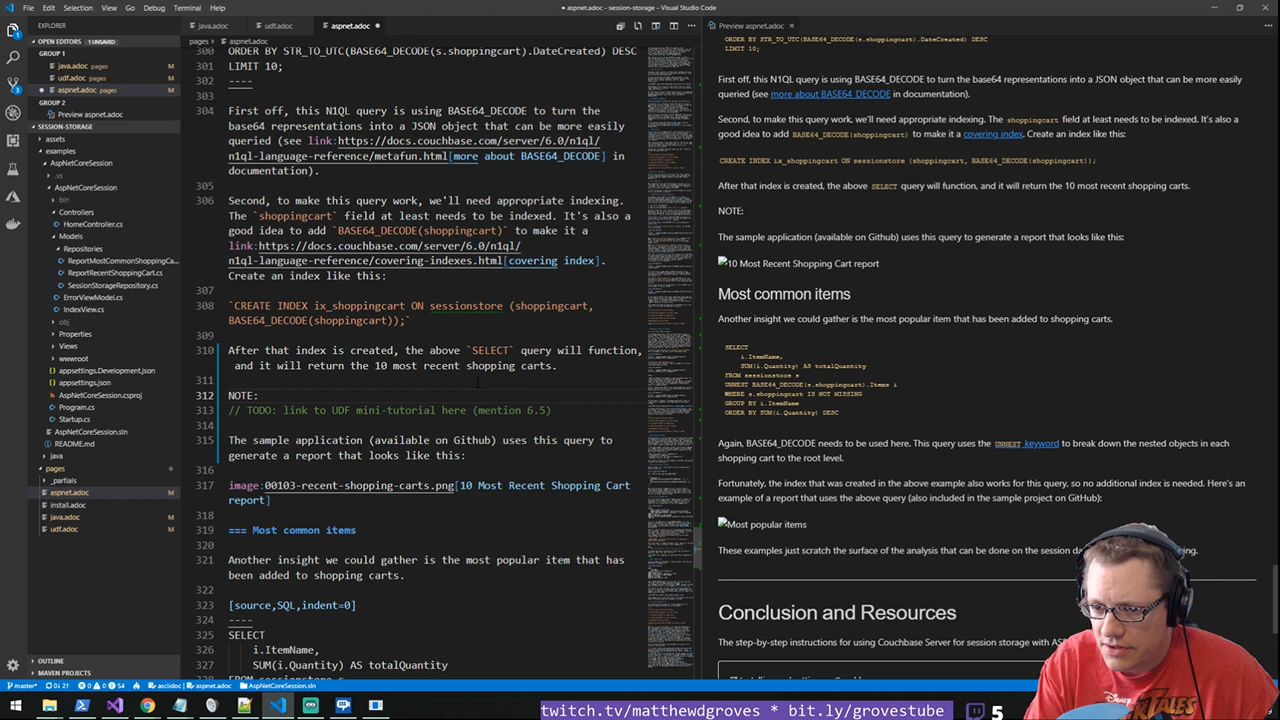 File Edit Selection View Go Debug Terminal Help
● aspnet.adoc - session-storage - Visual Studio Code
EXPLORER
OPEN EDITORS 1 UNSAVED
GROUP 1
java.adoc pages M
udf.adoc pages M
● aspnet.adoc pages M
GROUP 2
Preview aspnet.adoc
SESSION-STORAGE
assets
examples
AspNetCoreSession
.vs
AspNetCoreSession
bin
Controllers
HomeController.cs
Models
Repositories
ReportMostCommonShoppingCa...
ReportRecentShoppingCart.cs
SessionStorageRepository.cs
ErrorViewModel.cs
IndexView.cs
obj
Properties
Views
wwwroot
appsettings.Development.json
appsettings.json
AspNetCoreSession.csproj
Program.cs
Startup.cs
AspNetCoreSession.sln
README.md
java
pages
_partials
aspnet.adoc M
install.adoc
java.adoc M
udf.adoc M
OUTLINE
MAVEN PROJECTS
java.adoc udf.adoc aspnet.adoc ●
pages aspnet.adoc
300 ORDER BY STR_TO_UTC(BASE64_DECODE(s.shoppingcart).DateCreated) DESC
301 LIMIT 10;
302 ----
303
304 First off, this N1QL query is using BASE64_DECODE to turn the
base64 representations into a JSON object that can be more easily
queried (see link:https://docs.couchbase.com/server/6.0/n1ql/
n1ql-language-reference/metafun.html[more about BASE64_DECODE] in
documentation).
305
306 Second, to make this query work, we'll need appropriate indexing.
The `shoppingcart` field at least needs to be indexed. It's also a
good idea to add `BASE64_DECODE(shoppingcart)` to make it a
link:https://docs.couchbase.com/server/6.0/n1ql/
n1ql-language-reference/covering-indexes.html[covering index].
Create an index like this:
307
308 `CREATE INDEX ix_shoppingcart ON sessionstore (shoppingcart,
BASE64_DECODE(shoppingcart));`
309
310 After that index is created, the above `SELECT` query will function,
and it will return the 10 most recent shopping carts.
311
312 NOTE:
313 // TODO: link to UDF mini-tutorial here (mention 6.5)
314
315 The sample application (available on Github) uses this query to
generate a report that looks like this:
316
317 image:00103-recent-shopping-carts.png[10 Most Recent Shopping Cart
report]
318
319 === Most common items
320
321 Another insight we could gather is the most popular item that has
been added to shopping carts.
322
323 [source,SQL,indent=0]
324 ----
325 SELECT
326 i.ItemName,
327 SUM(i.Quantity) AS totalQuantity
Preview aspnet.adoc
ORDER BY STR_TO_UTC(BASE64_DECODE(s.shoppingcart).DateCreated) DESC
LIMIT 10;
First off, this N1QL query is using BASE64_DECODE to turn the base64 representations into a JSON object that can be more easily
queried (see more about BASE64_DECODE in documentation).
Second, to make this query work, we'll need appropriate indexing. The shoppingcart field at least needs to be indexed. It's also a
good idea to add BASE64_DECODE(shoppingcart) to make it a covering index. Create an index like this:
CREATE INDEX ix_shoppingcart ON sessionstore (shoppingcart, BASE64_DECODE(shoppingcart));
After that index is created, the above SELECT query will function, and it will return the 10 most recent shopping carts.
NOTE:
The sample application (available on Github) uses this query to generate a report that looks like this:
10 Most Recent Shopping Cart report
Most common items
Another insight we could gather is the most popular item that has been added to shopping carts.
SELECT
i.ItemName,
SUM(i.Quantity) AS totalQuantity
FROM sessionstore s
UNNEST BASE64_DECODE(s.shoppingcart).Items i
WHERE s.shoppingcart IS NOT MISSING
GROUP BY i.ItemName
ORDER BY SUM(i.Quantity) DESC
Again, BASE64_DECODE needs to be used here. This query uses the UNNEST keyword to break down the nested objects in each
shopping cart to the root level.
Fortunately, the index that was created in the above example also works for this query, so no additional index is needed. Here's an
example of a report that uses the above query (also included in the sample project on GitHub):
Most popular items
These examples just scratch the surface of the analysis that can be done on the session
Conclusion and Resources
The step-by-step instructions for using Couchbase Server for session storage with
master* 0 0 54 asciidoc aspnet.adoc AspNetCoreSession.sln
twitch.tv/matthewdgroves * bit.ly/grovestube
5